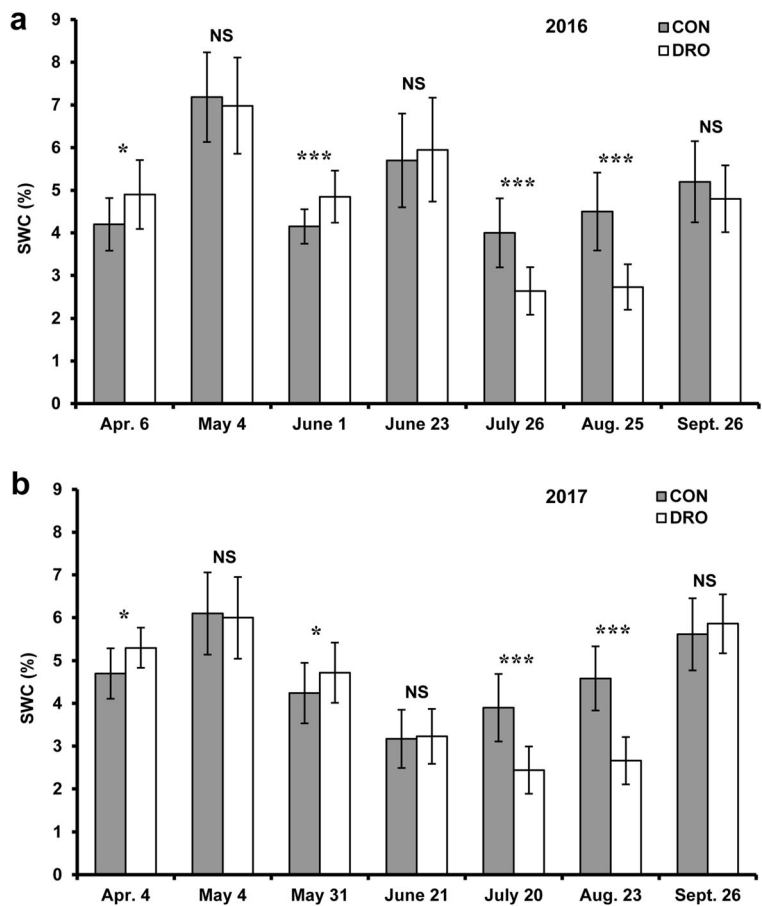 a
2016
CON
DRO
SWC (%)
9
8
7
6
5
4
3
2
1
0
*
NS
***
NS
***
***
NS
Apr. 6 May 4 June 1 June 23 July 26 Aug. 25 Sept. 26
b
2017
CON
DRO
SWC (%)
9
8
7
6
5
4
3
2
1
0
*
NS
*
NS
***
***
NS
Apr. 4 May 4 May 31 June 21 July 20 Aug. 23 Sept. 26